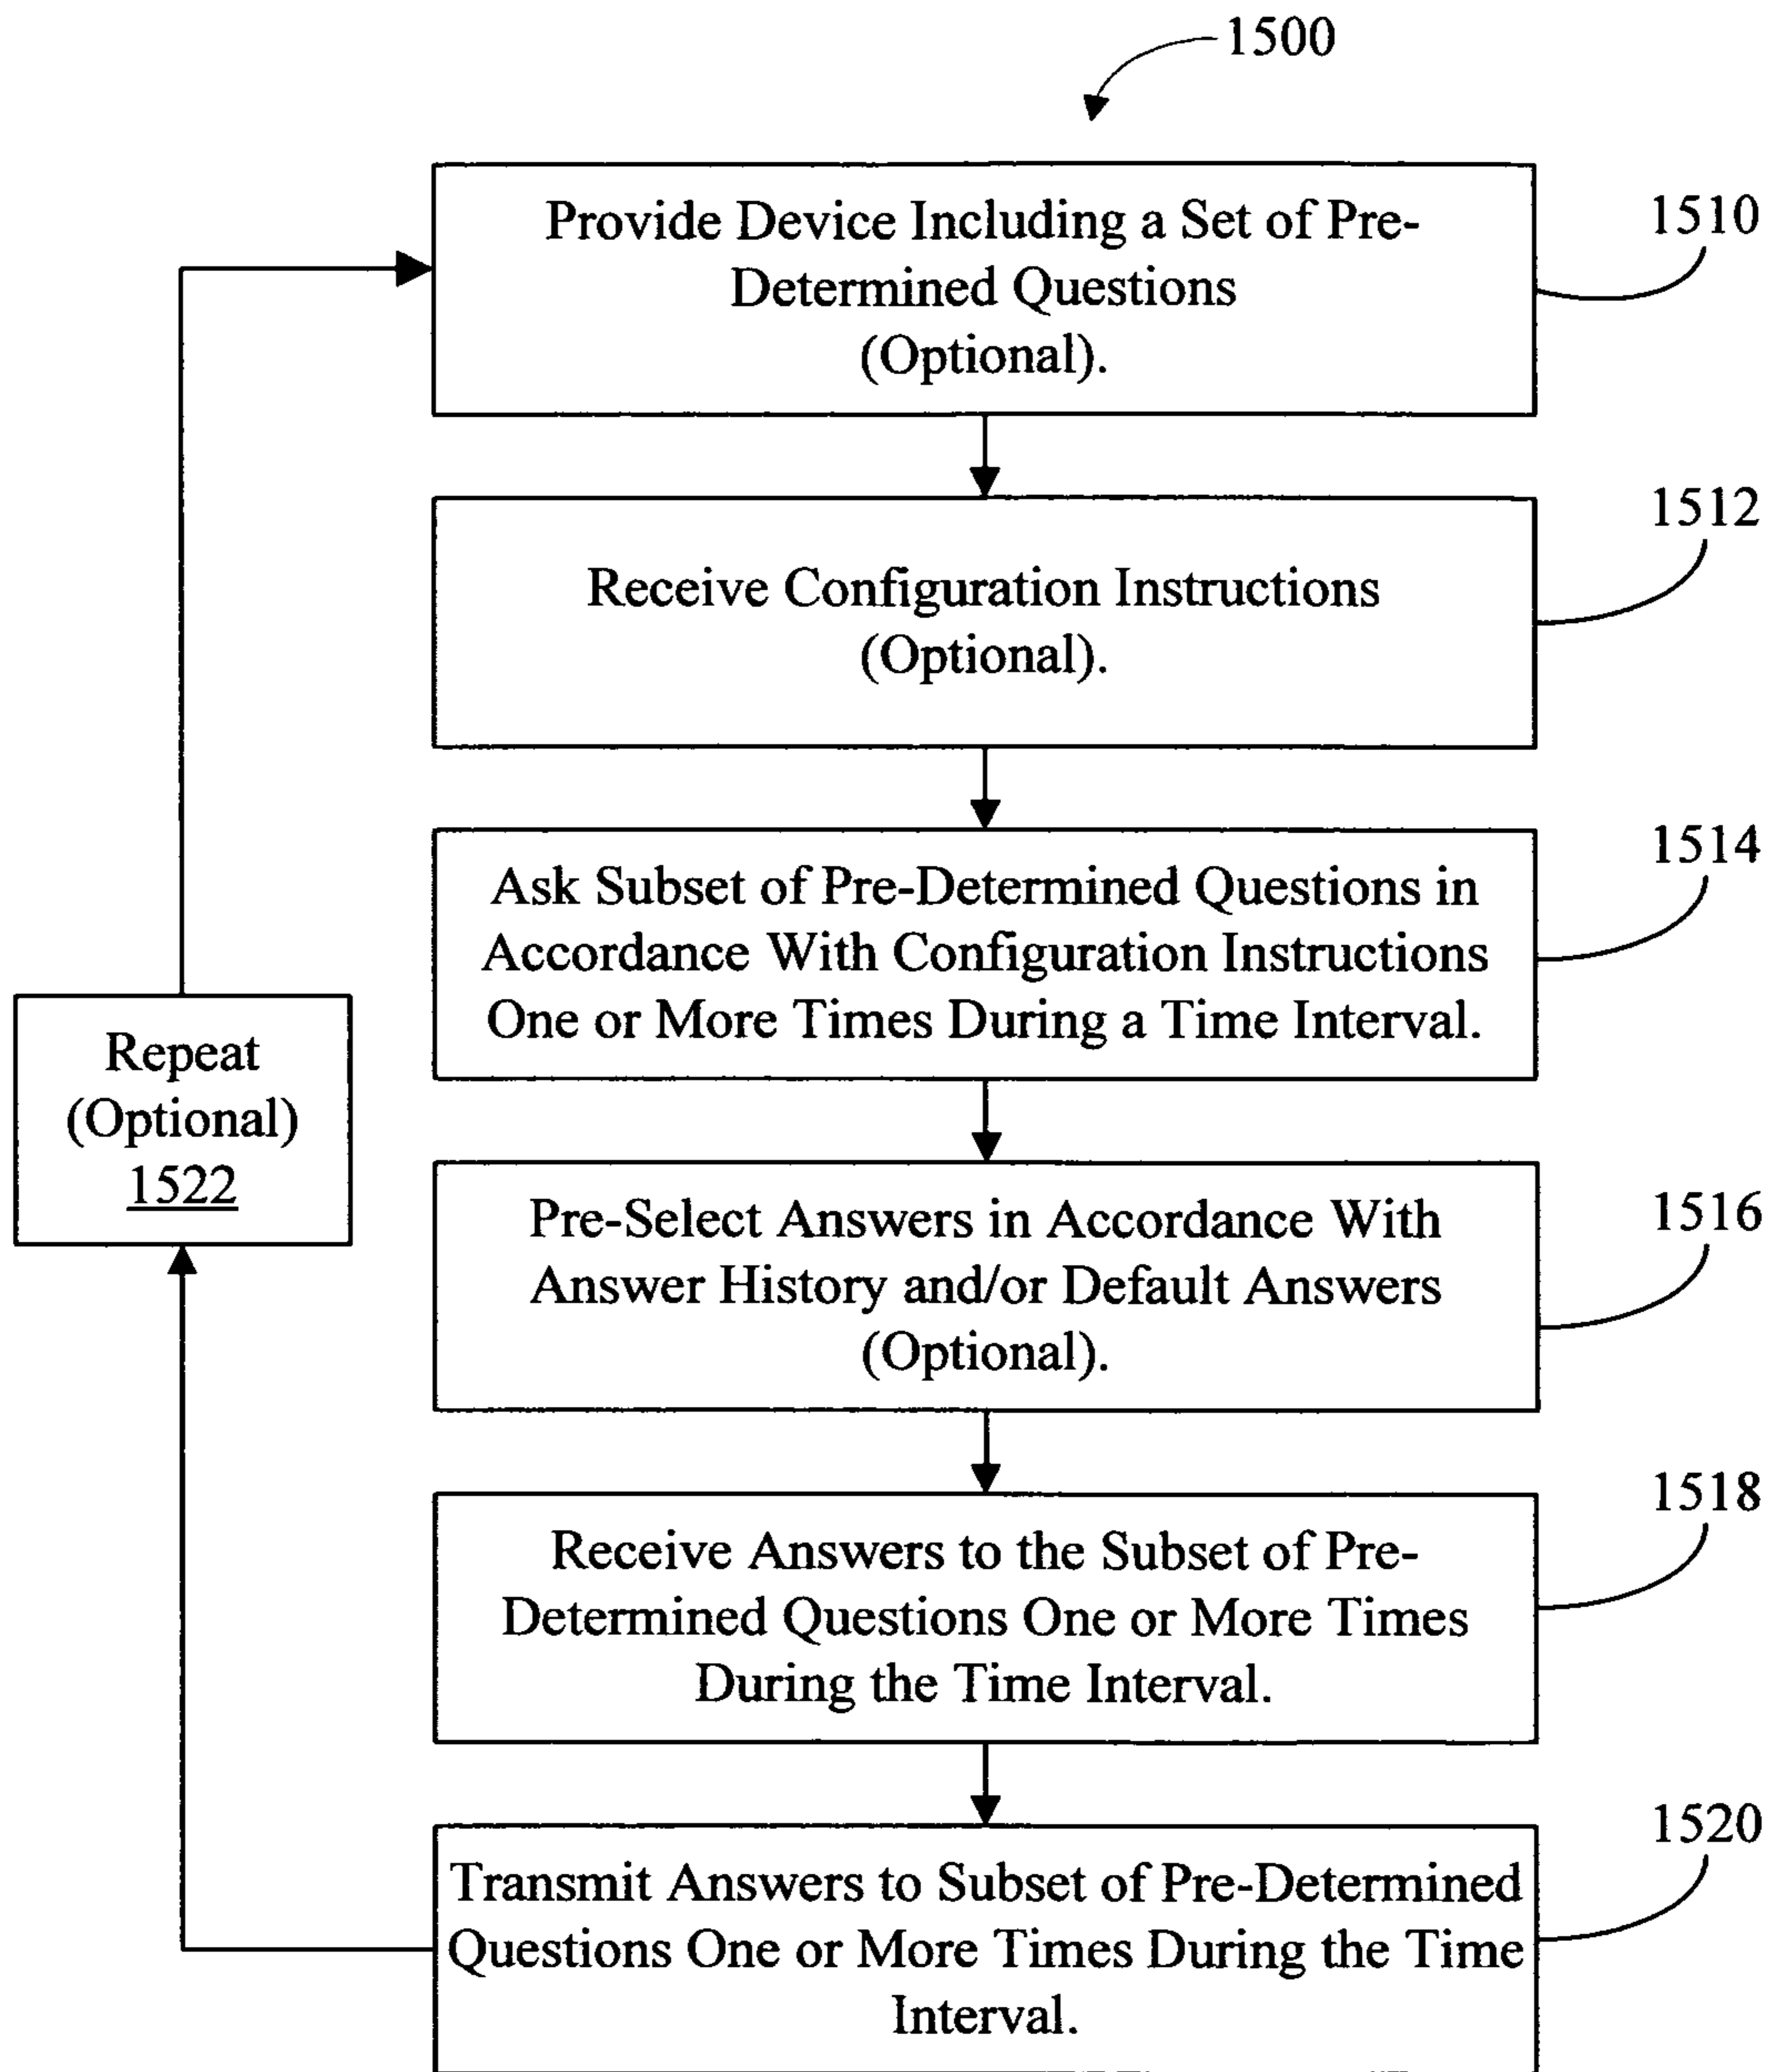 1500
Provide Device Including a Set of Pre-
Determined Questions
(Optional).
1510
Receive Configuration Instructions
(Optional).
1512
Ask Subset of Pre-Determined Questions in
Accordance With Configuration Instructions
One or More Times During a Time Interval.
1514
Repeat
(Optional)
1522
Pre-Select Answers in Accordance With
Answer History and/or Default Answers
(Optional).
1516
Receive Answers to the Subset of Pre-
Determined Questions One or More Times
During the Time Interval.
1518
Transmit Answers to Subset of Pre-Determined
Questions One or More Times During the Time
Interval.
1520